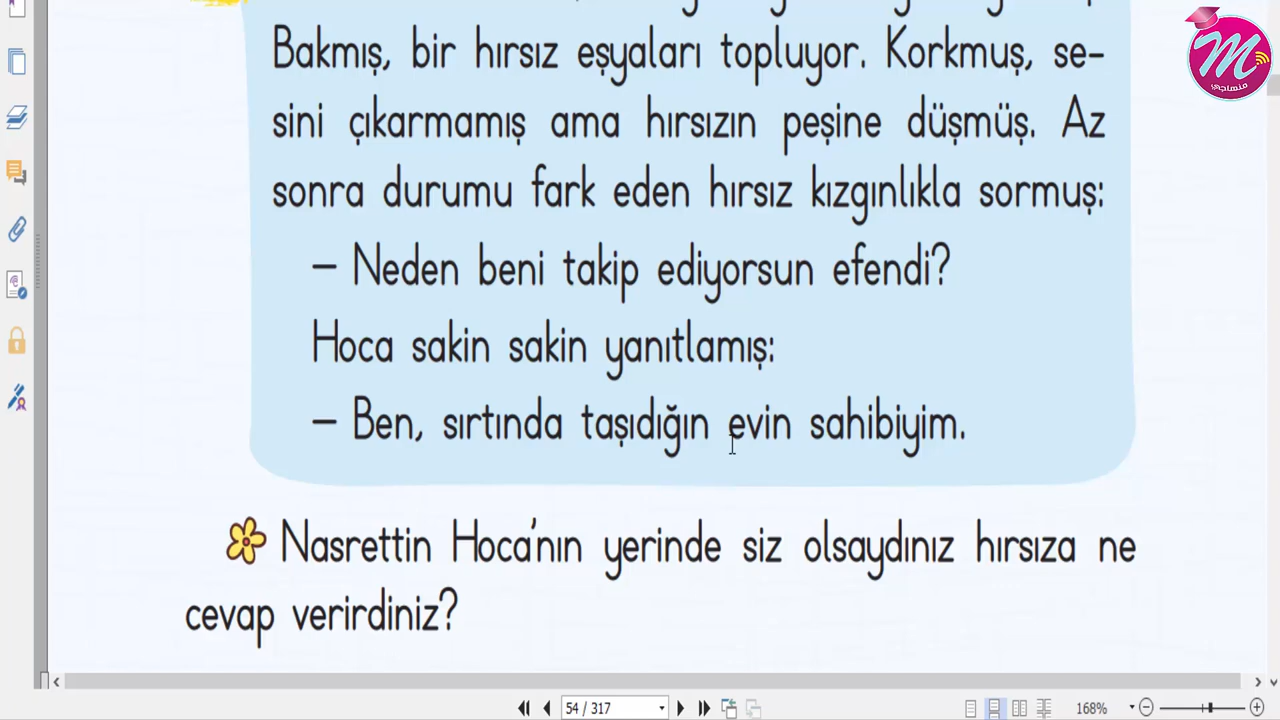 Bakmış, bir hırsız eşyaları topluyor. Korkmuş, se-
sini çıkarmamış ama hırsızın peşine düşmüş. Az
sonra durumu fark eden hırsız kızgınlıkla sormuş:
– Neden beni takip ediyorsun efendi?
Hoca sakin sakin yanıtlamış:
– Ben, sırtında taşıdığın evin sahibiyim.
Nasrettin Hoca'nın yerinde siz olsaydınız hırsıza ne
cevap verirdiniz?
54 / 317
168%
M
منهاجي